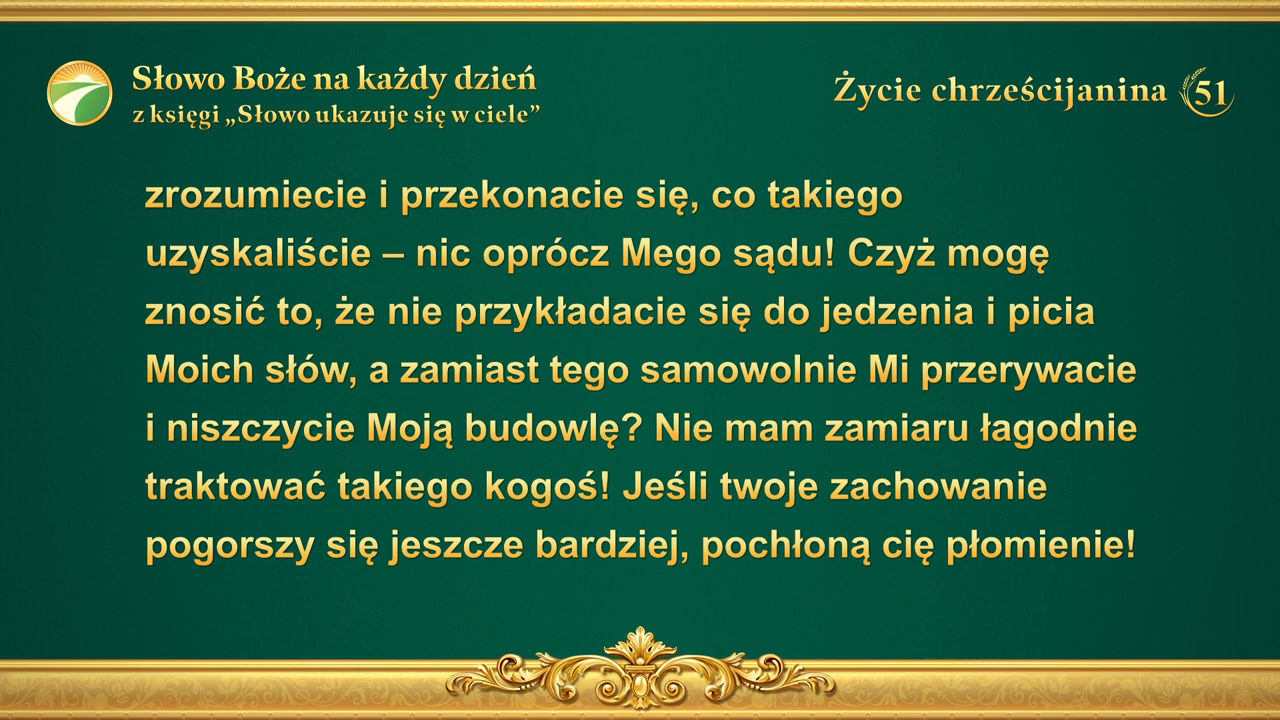 Słowo Boże na każdy dzień
z księgi „Słowo ukazuje się w ciele”
Życie chrześcijanina 51
zrozumiecie i przekonacie się, co takiego
uzyskaliście – nic oprócz Mego sądu! Czyż mogę
znosić to, że nie przykładacie się do jedzenia i picia
Moich słów, a zamiast tego samowolnie Mi przerywacie
i niszczycie Moją budowlę? Nie mam zamiaru łagodnie
traktować takiego kogoś! Jeśli twoje zachowanie
pogorszy się jeszcze bardziej, pochłoną cię płomienie!